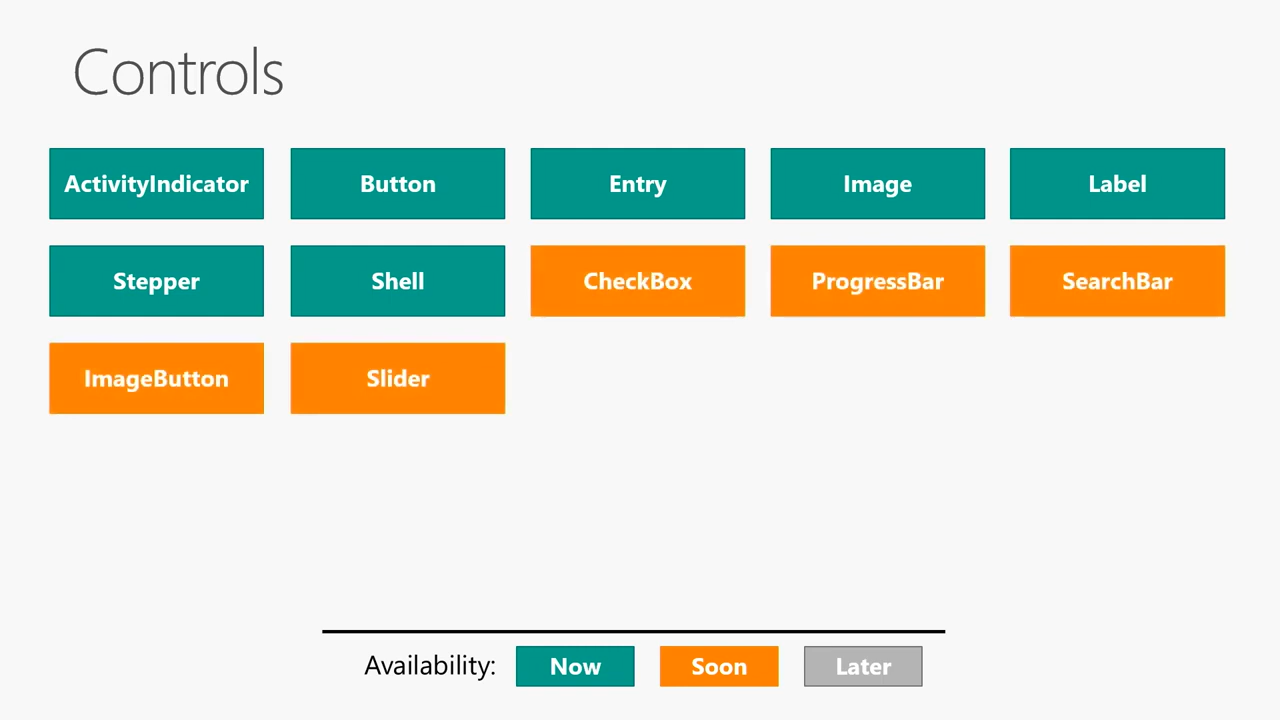 Controls
ActivityIndicator Button Entry Image Label
Stepper Shell CheckBox ProgressBar SearchBar
ImageButton Slider
Availability: Now Soon Later